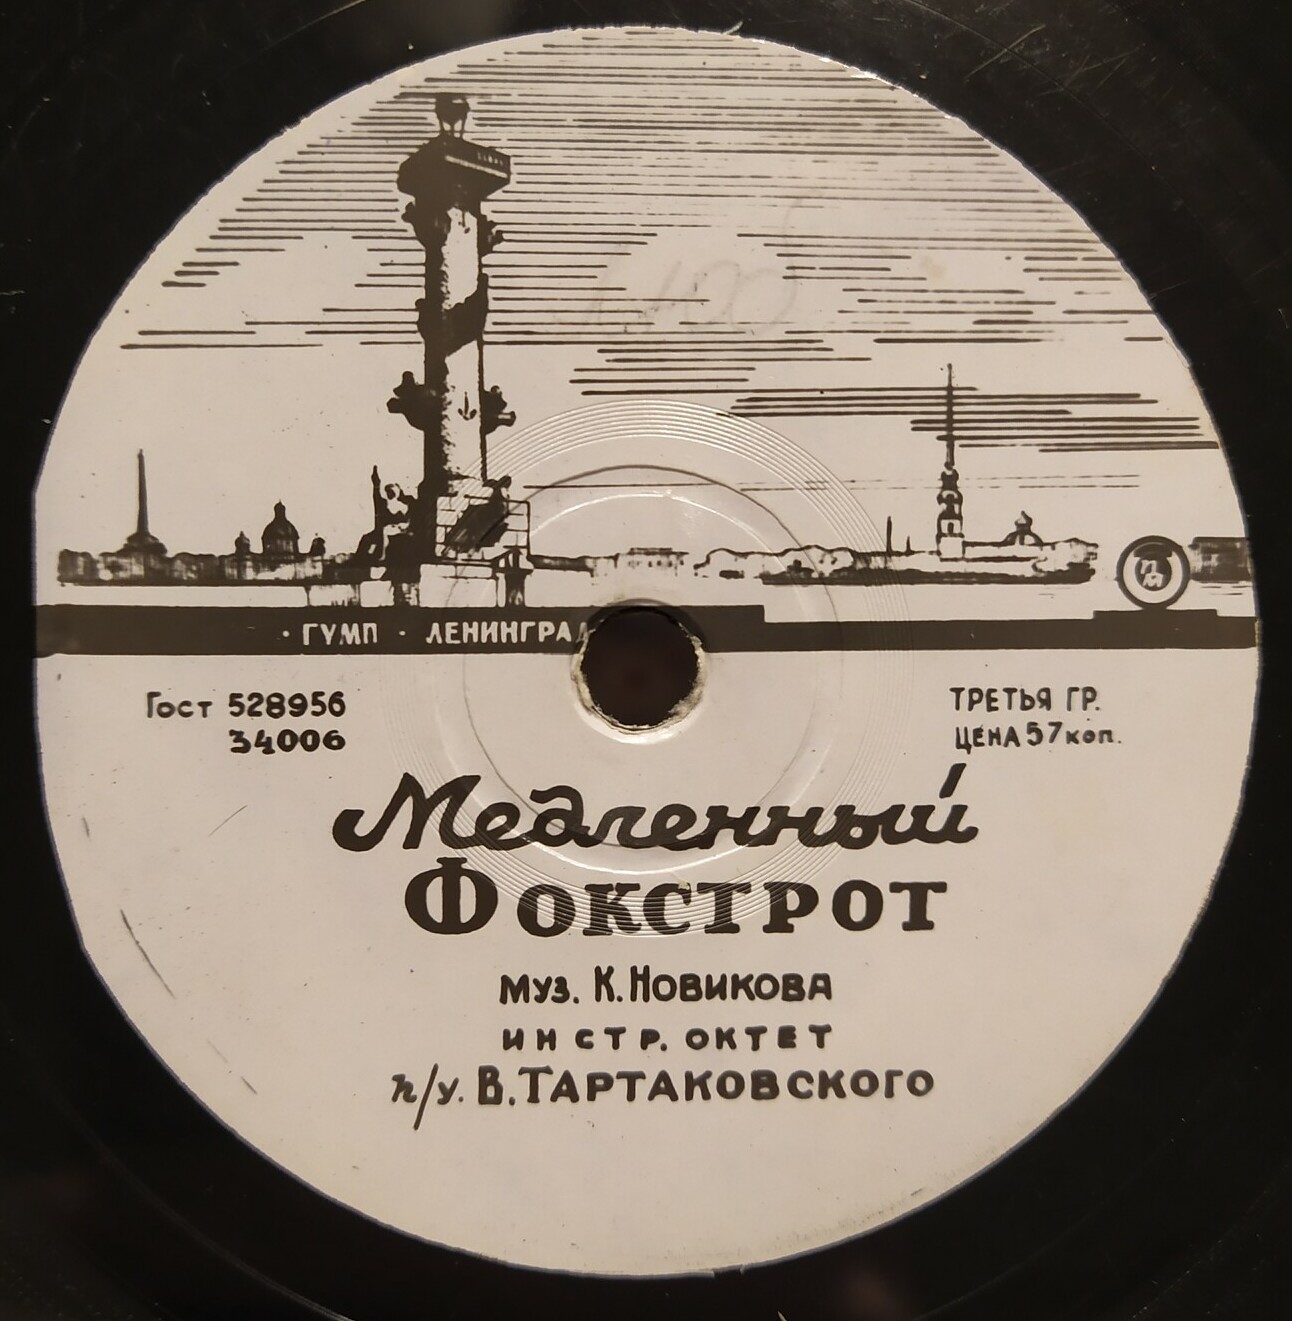 · ГУМП · ЛЕНИНГРАД
Гост 528956
34006
ТРЕТЬЯ ГР.
ЦЕНА 57 коп.
Медленный
ФОКСТРОТ
муз. К. Новикова
инстр. октет
п/у. В. Тартаковского